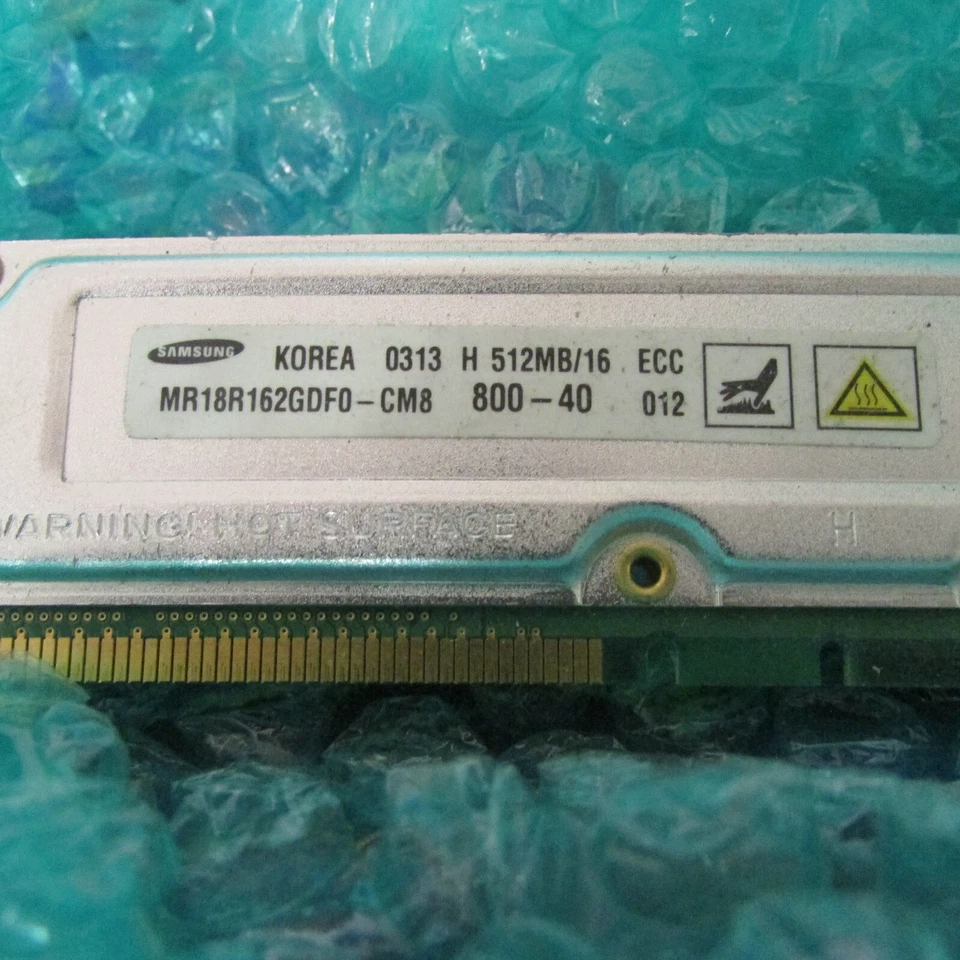 SAMSUNG KOREA 0313 H 512MB/16 ECC
MR18R162GDF0-CM8 800-40 012
WARNING! HOT SURFACE H